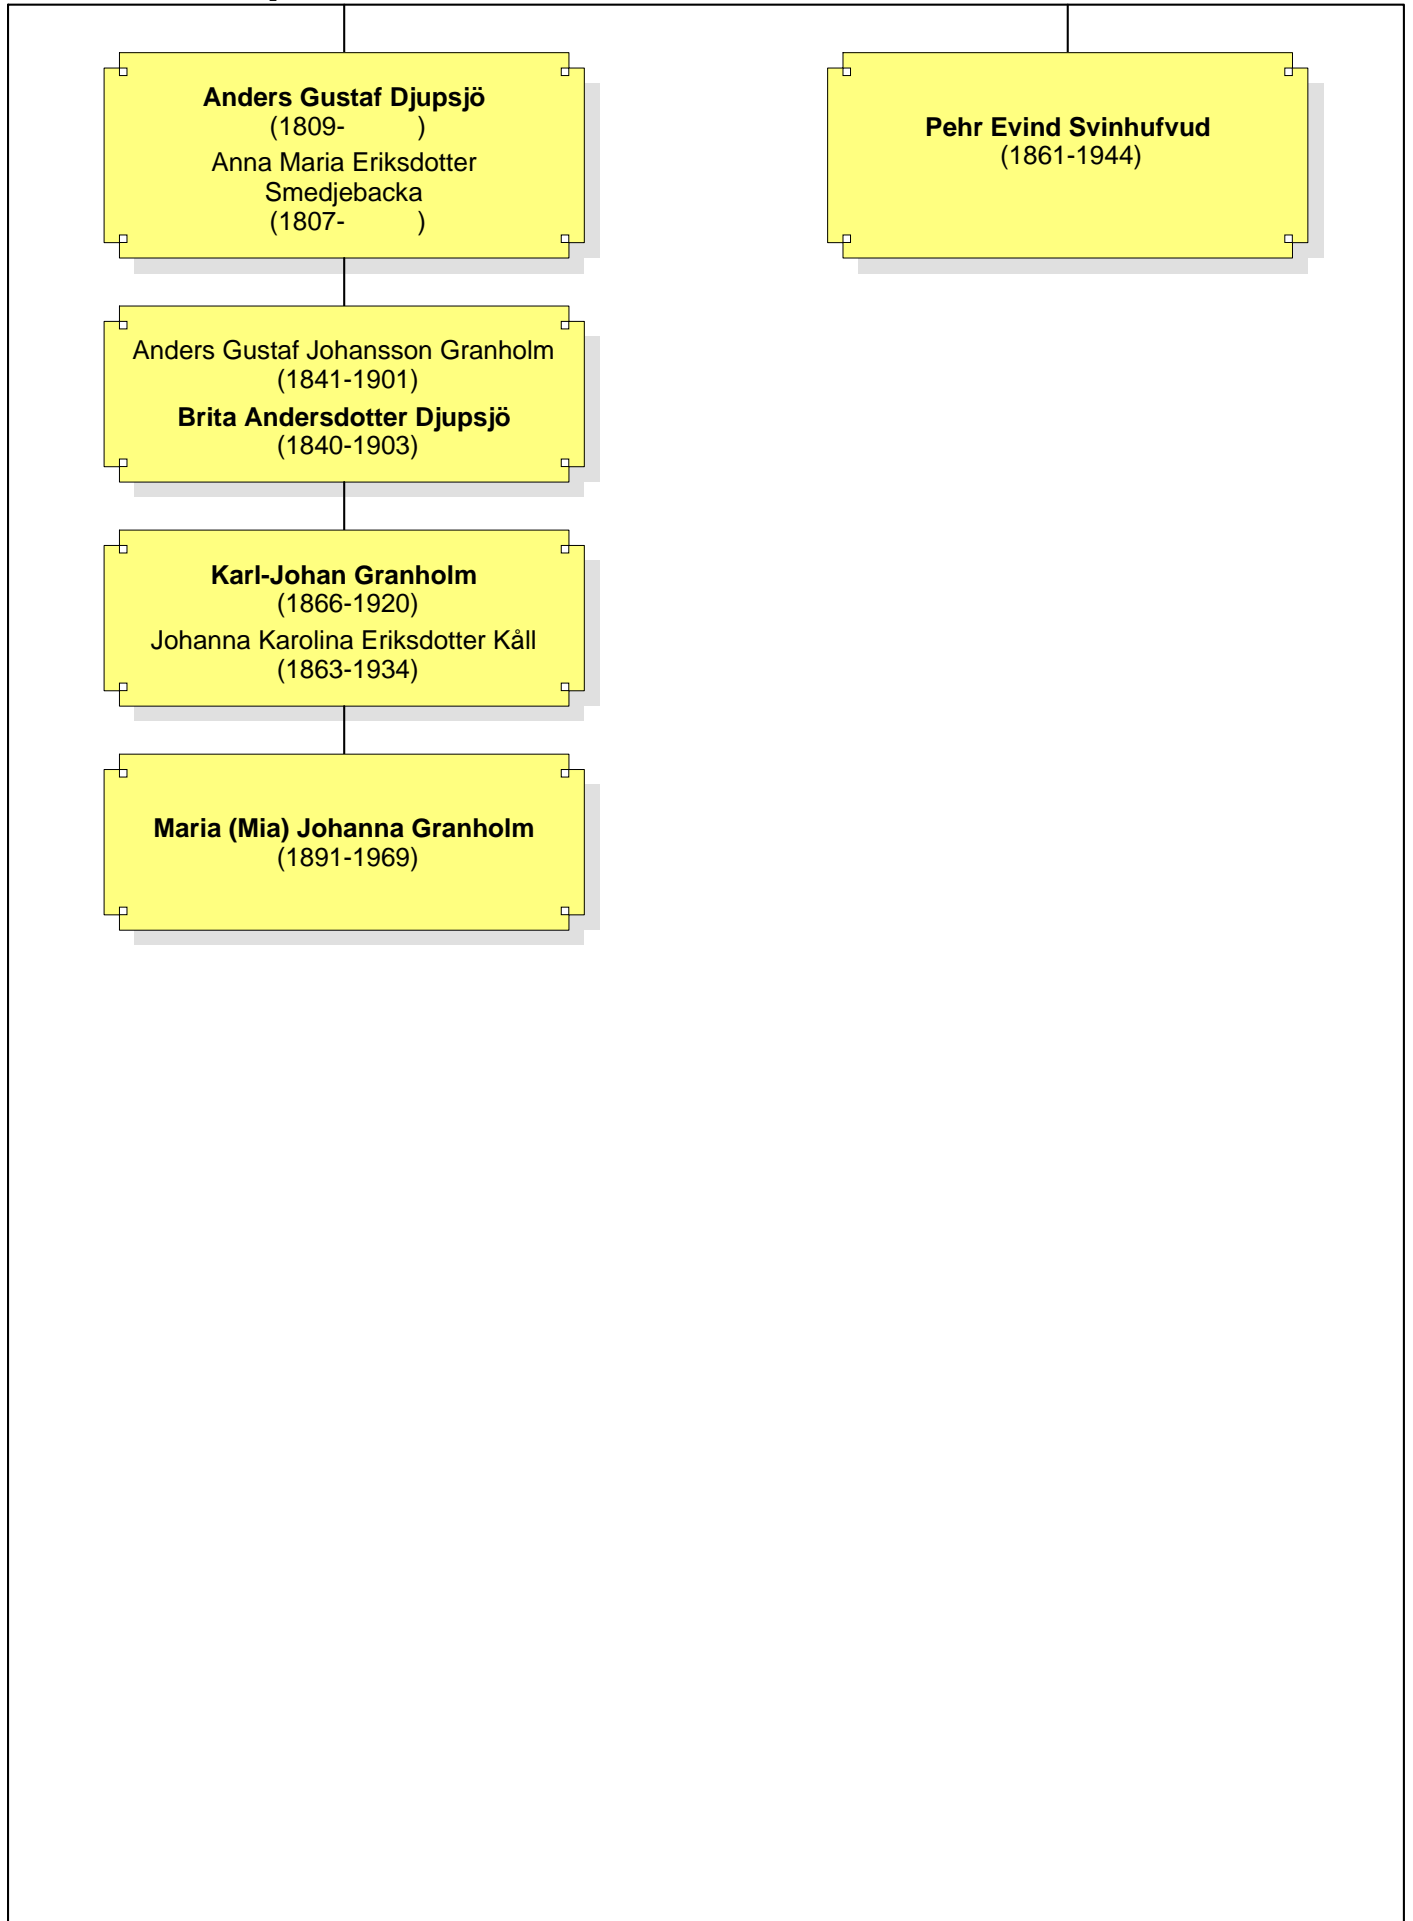 Anders Gustaf Djupsjö
(1809-          )
Anna Maria Eriksdotter
Smedjebacka
(1807-          )
Pehr Evind Svinhufvud
(1861-1944)
Anders Gustaf Johansson Granholm
(1841-1901)
Brita Andersdotter Djupsjö
(1840-1903)
Karl-Johan Granholm
(1866-1920)
Johanna Karolina Eriksdotter Kåll
(1863-1934)
Maria (Mia) Johanna Granholm
(1891-1969)